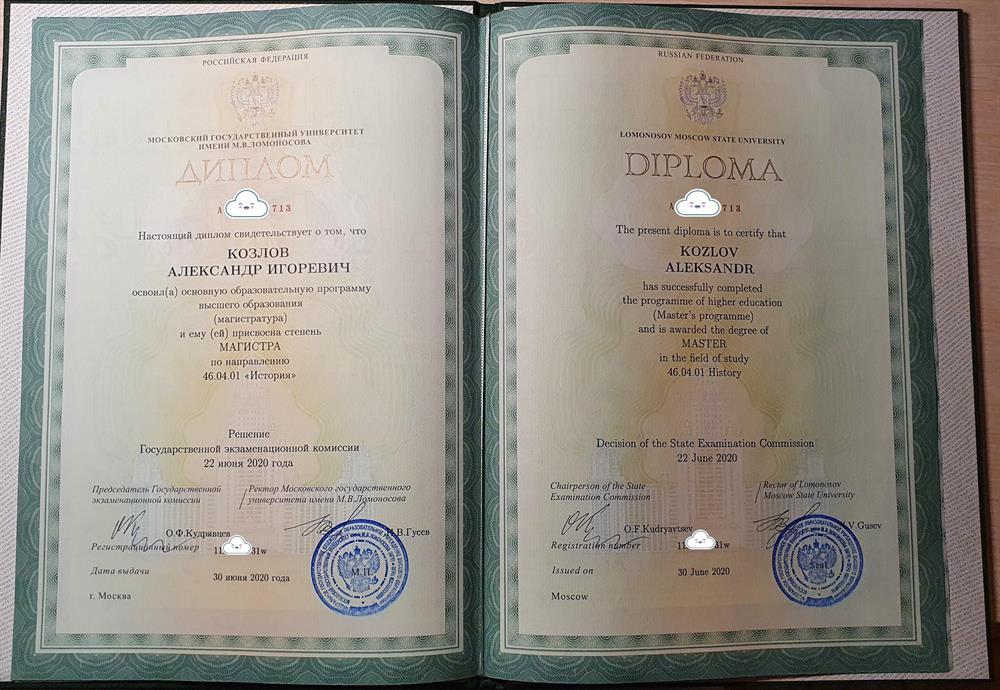 РОССИЙСКАЯ ФЕДЕРАЦИЯ
МОСКОВСКИЙ ГОСУДАРСТВЕННЫЙ УНИВЕРСИТЕТ
ИМЕНИ М.В.ЛОМОНОСОВА
ДИПЛОМ
А 713
Настоящий диплом свидетельствует о том, что
КОЗЛОВ
АЛЕКСАНДР ИГОРЕВИЧ
освоил(а) основную образовательную программу
высшего образования
(магистратура)
и ему (ей) присвоена степень
МАГИСТРА
по направлению
46.04.01 «История»
Решение
Государственной экзаменационной комиссии
22 июня 2020 года
Председатель Государственной
экзаменационной комиссии
Ректор Московского государственного
университета имени М.В.Ломоносова
О.Ф.Кудрявцев
В.Гусев
Регистрационный номер 11 31w
Дата выдачи 30 июня 2020 года
М.П.
г. Москва
RUSSIAN FEDERATION
LOMONOSOV MOSCOW STATE UNIVERSITY
DIPLOMA
А 713
The present diploma is to certify that
KOZLOV
ALEKSANDR
has successfully completed
the programme of higher education
(Master's programme)
and is awarded the degree of
MASTER
in the field of study
46.04.01 History
Decision of the State Examination Commission
22 June 2020
Chairperson of the State
Examination Commission
Rector of Lomonosov
Moscow State University
O.F.Kudryavtsev
V.Gusev
Registration number 11 31w
Issued on 30 June 2020
Seal
Moscow